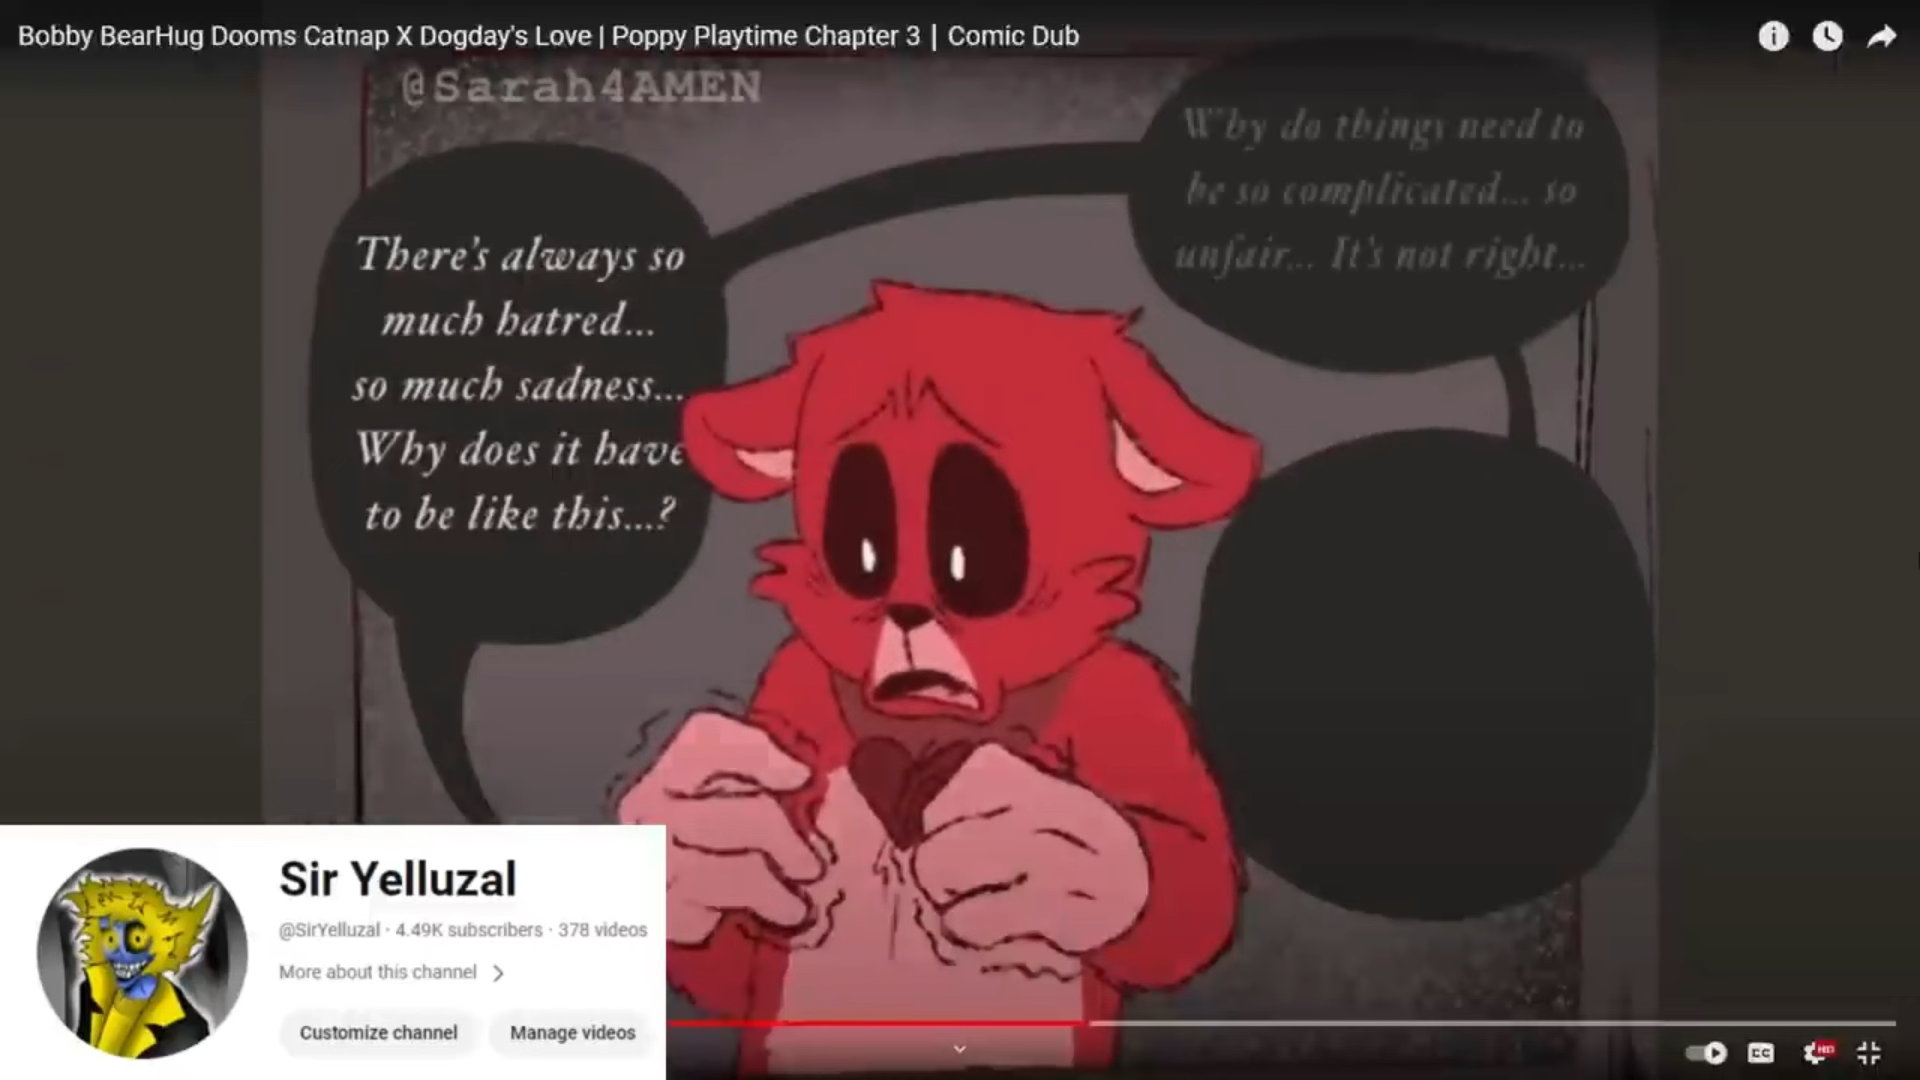 Bobby BearHug Dooms Catnap X Dogday's Love | Poppy Playtime Chapter 3 | Comic Dub
@Sarah4AMEN
Why do things need to
be so complicated... so
unfair... It's not right...
There's always so
much hatred...
so much sadness...
Why does it have
to be like this...?
Sir Yelluzal
@SirYelluzal · 4.49K subscribers · 378 videos
More about this channel
Customize channel
Manage videos
CC
HD